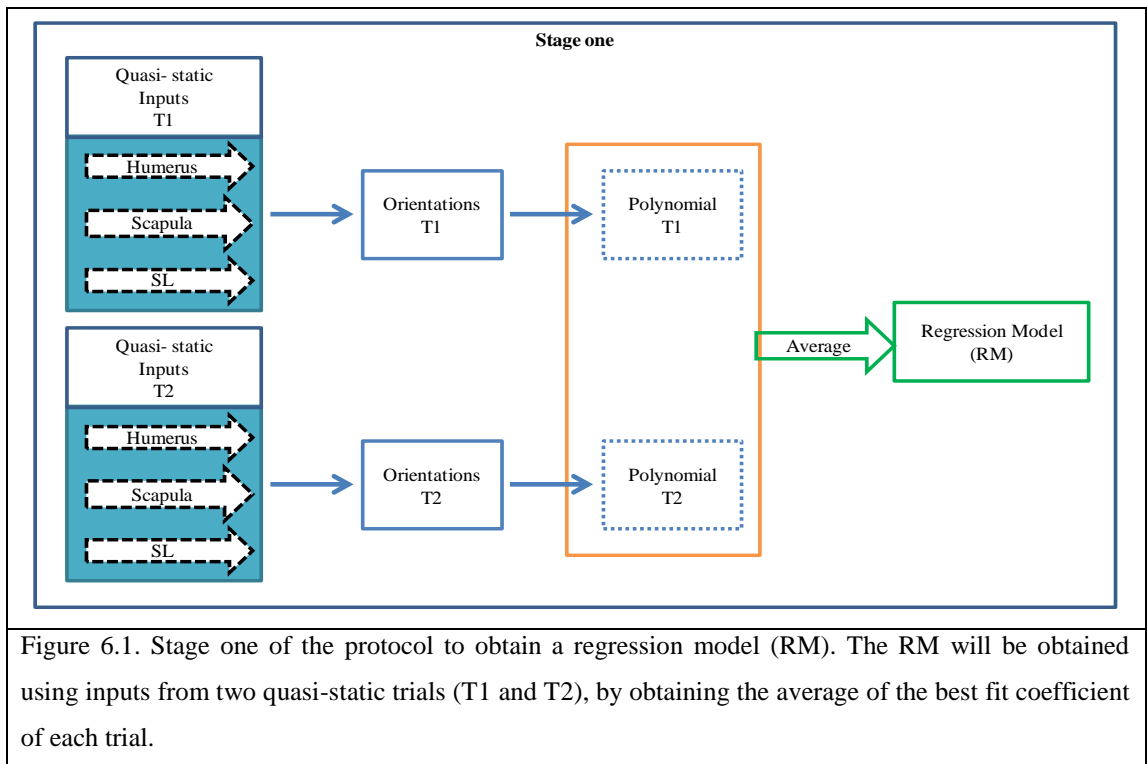 Stage one
Quasi- static
Inputs
T1
Humerus
Scapula
SL
Orientations
T1
Polynomial
T1
Quasi- static
Inputs
T2
Humerus
Scapula
SL
Orientations
T2
Polynomial
T2
Average
Regression Model
(RM)
Figure 6.1. Stage one of the protocol to obtain a regression model (RM). The RM will be obtained
using inputs from two quasi-static trials (T1 and T2), by obtaining the average of the best fit coefficient
of each trial.